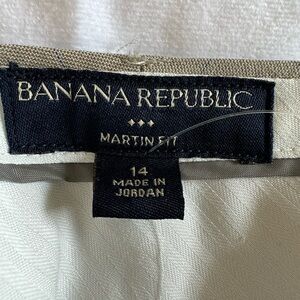 BANANA REPUBLIC
MARTIN FIT
14
MADE IN
JORDAN